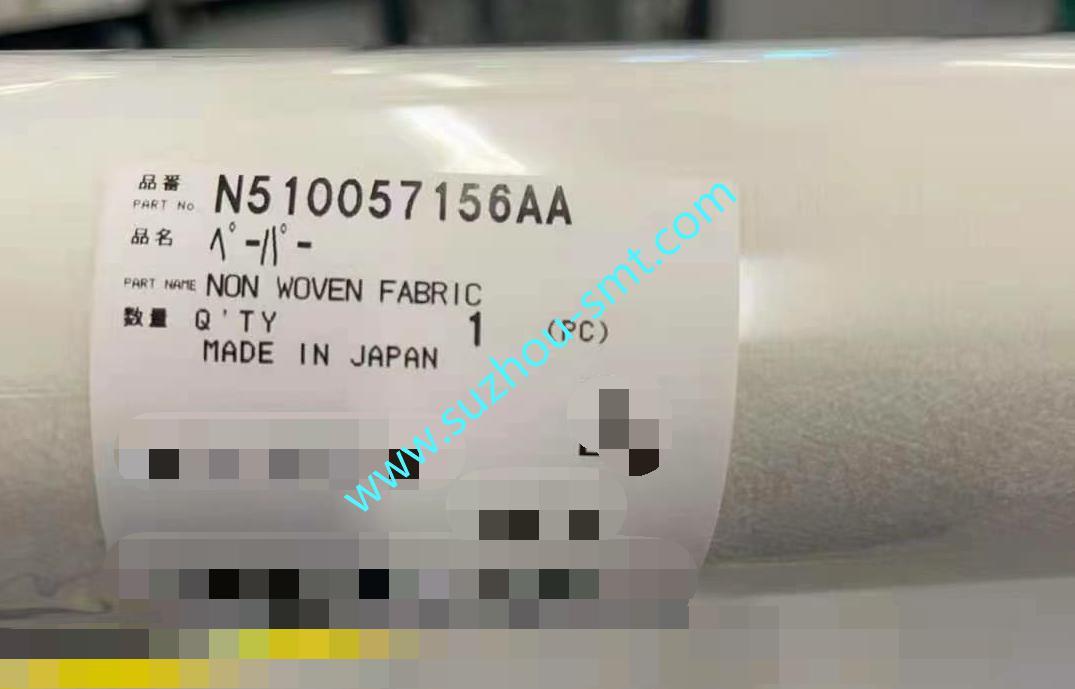 品番 N510057156AA
PART No.
品名 ペーパー
PART NAME NON WOVEN FABRIC
数量 Q'TY 1 (PC)
MADE IN JAPAN
www.suzhou-smt.com